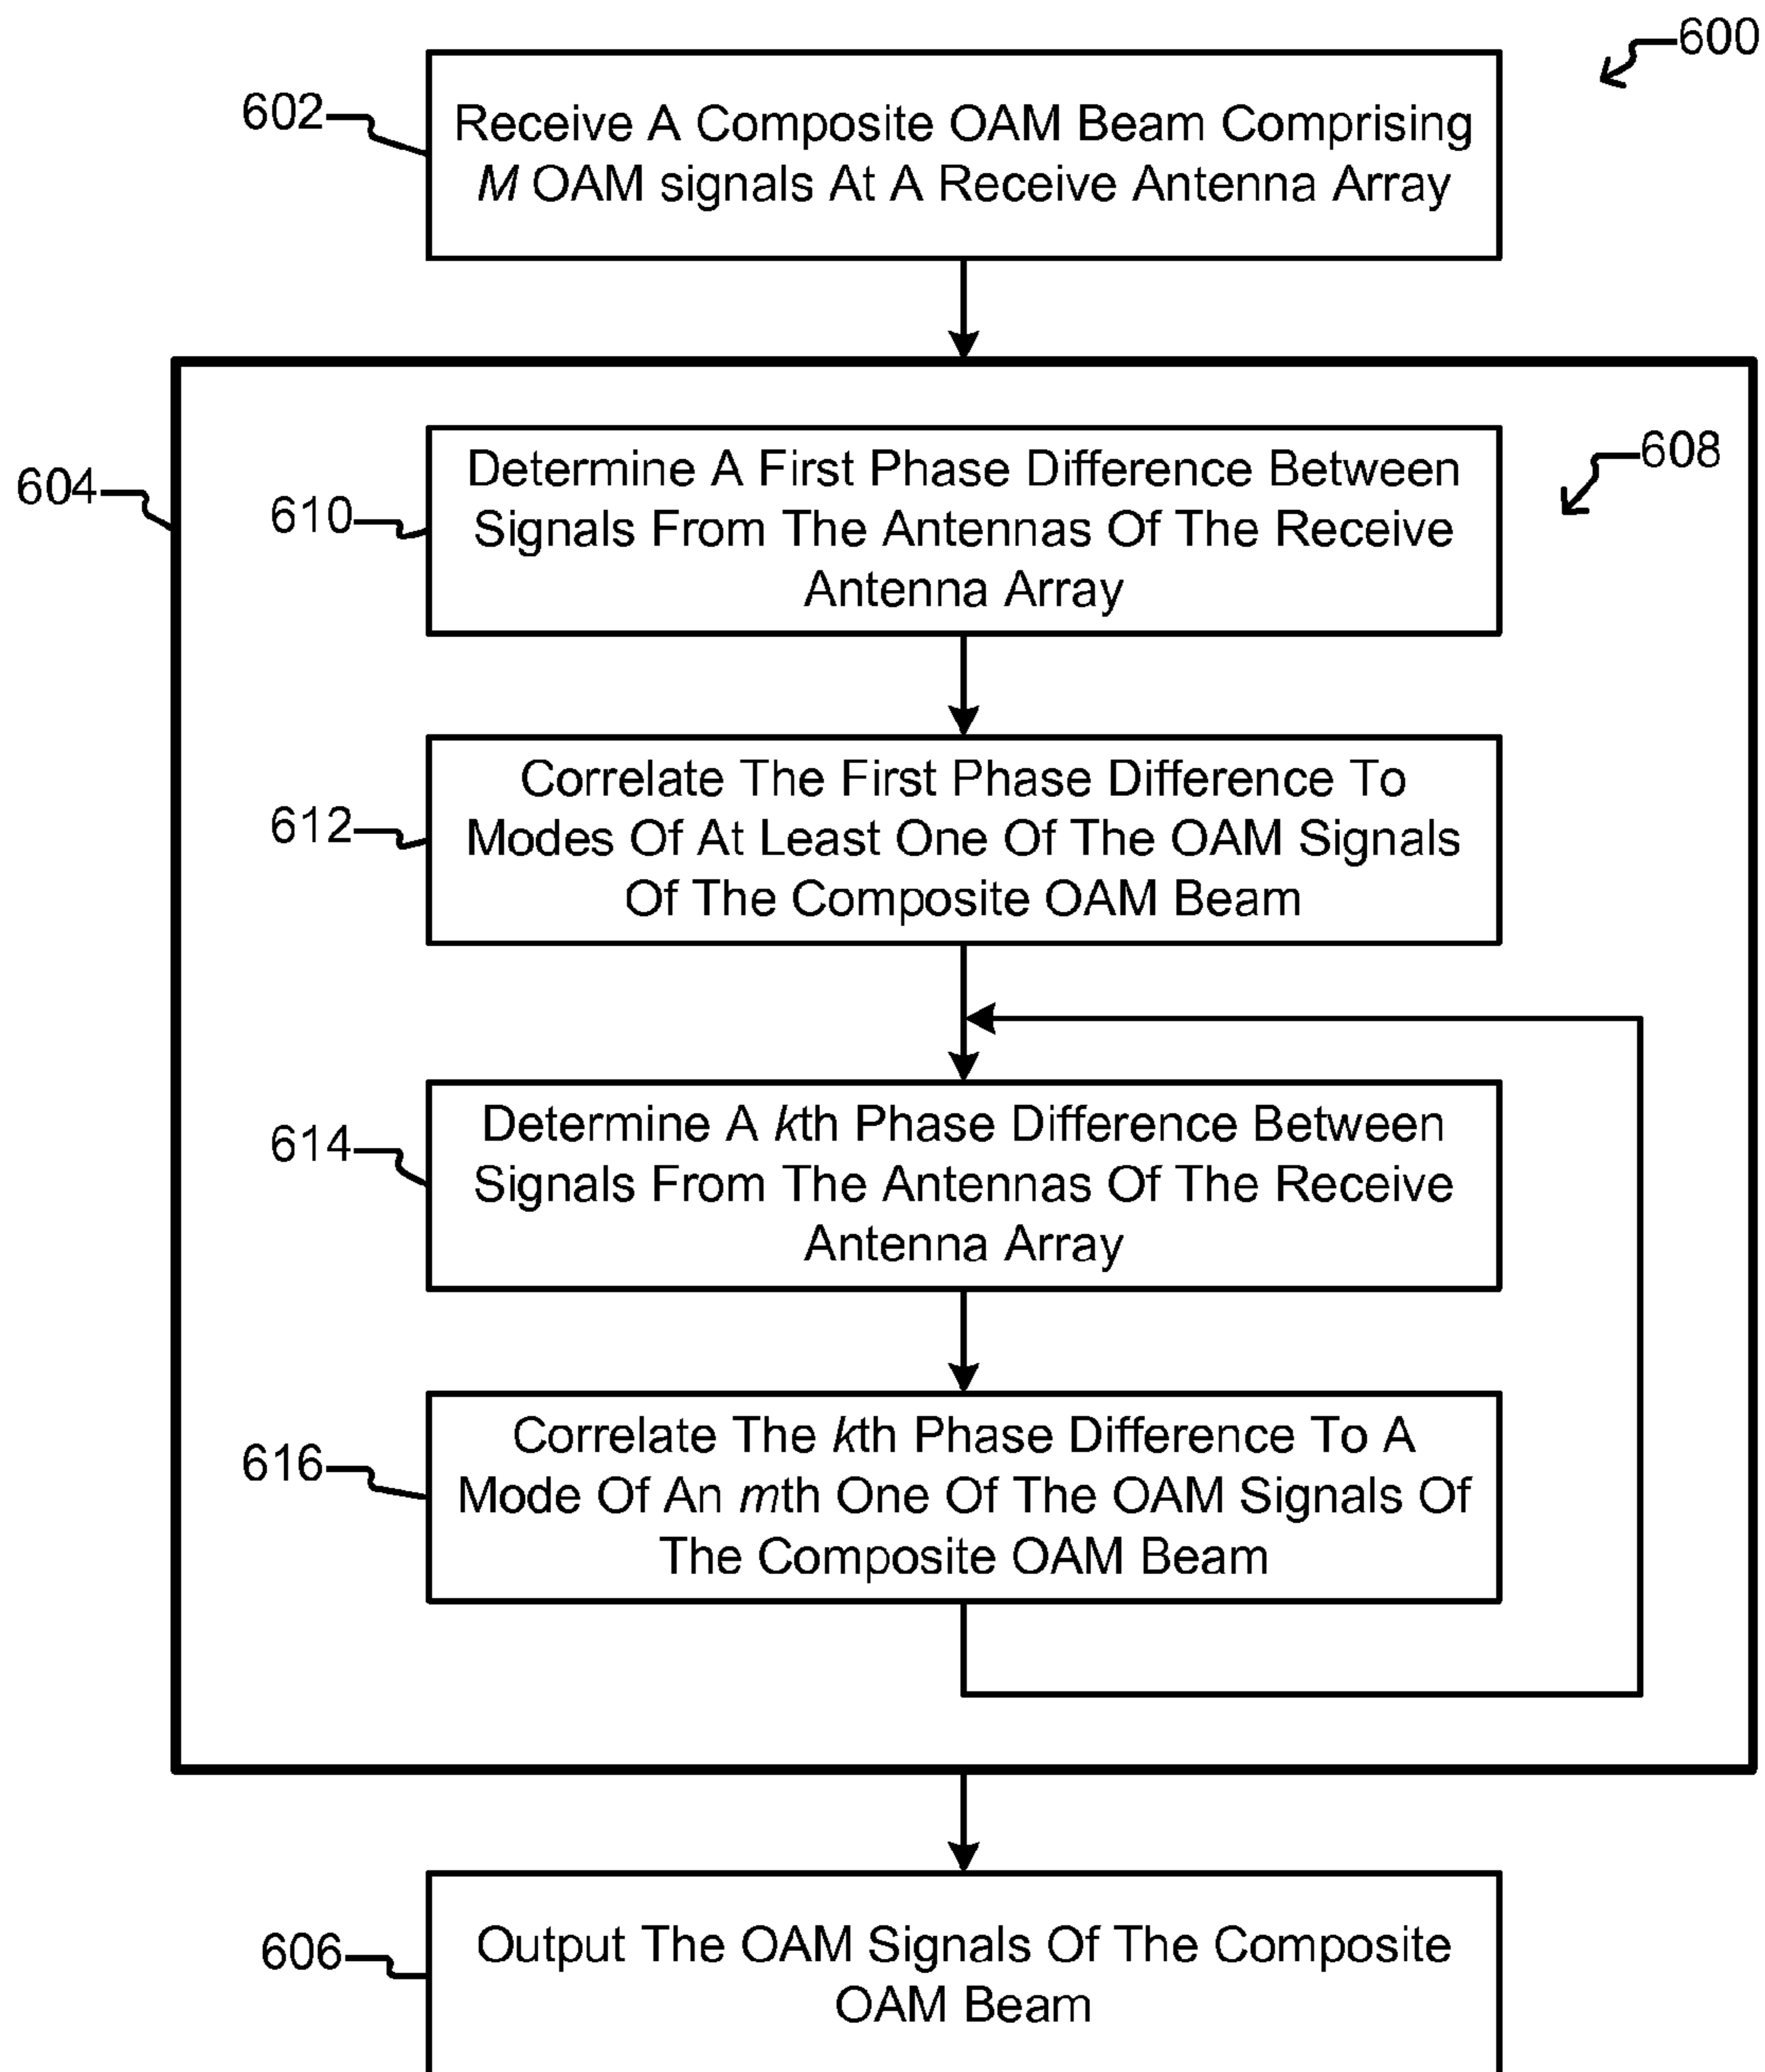 600
602
Receive A Composite OAM Beam Comprising
M OAM signals At A Receive Antenna Array
604
608
610
Determine A First Phase Difference Between
Signals From The Antennas Of The Receive
Antenna Array
612
Correlate The First Phase Difference To
Modes Of At Least One Of The OAM Signals
Of The Composite OAM Beam
614
Determine A kth Phase Difference Between
Signals From The Antennas Of The Receive
Antenna Array
616
Correlate The kth Phase Difference To A
Mode Of An mth One Of The OAM Signals Of
The Composite OAM Beam
606
Output The OAM Signals Of The Composite
OAM Beam